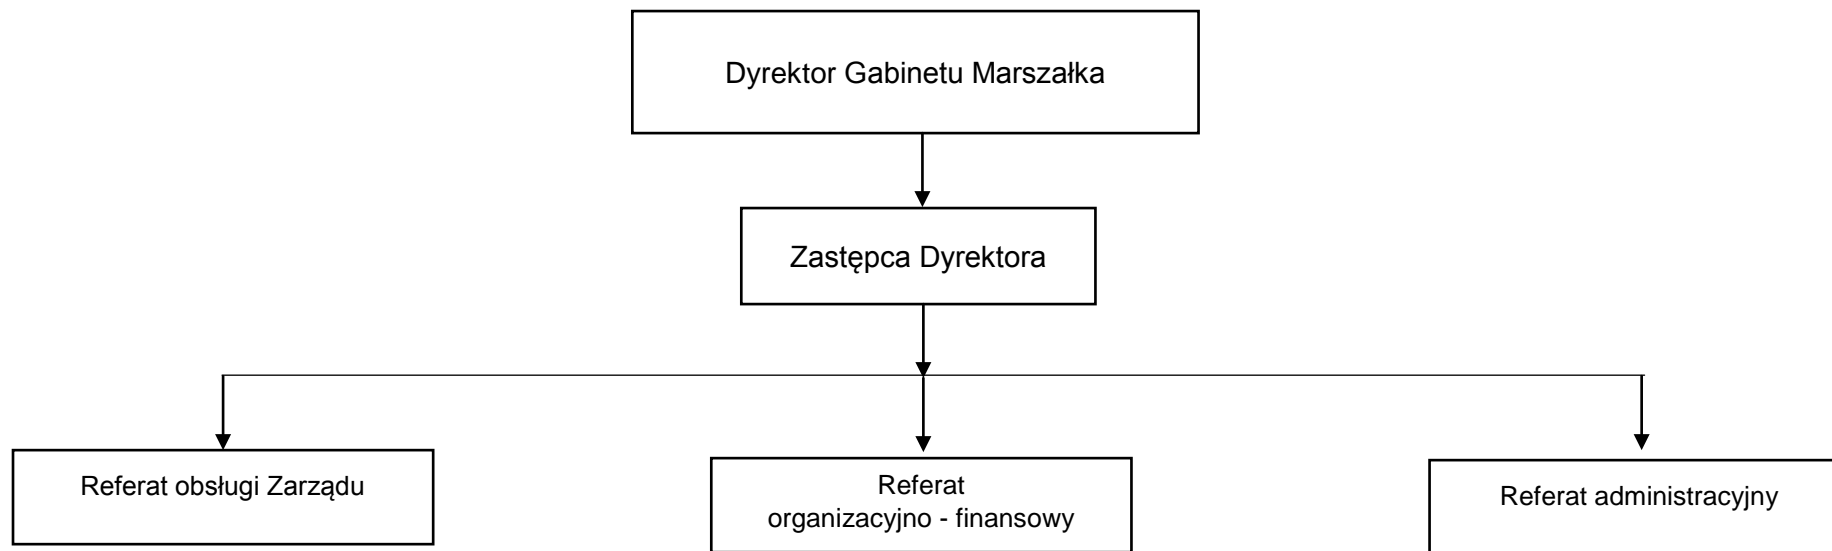 Dyrektor Gabinetu Marszałka
Zastępca Dyrektora
Referat obsługi Zarządu
Referat
organizacyjno - finansowy
Referat administracyjny